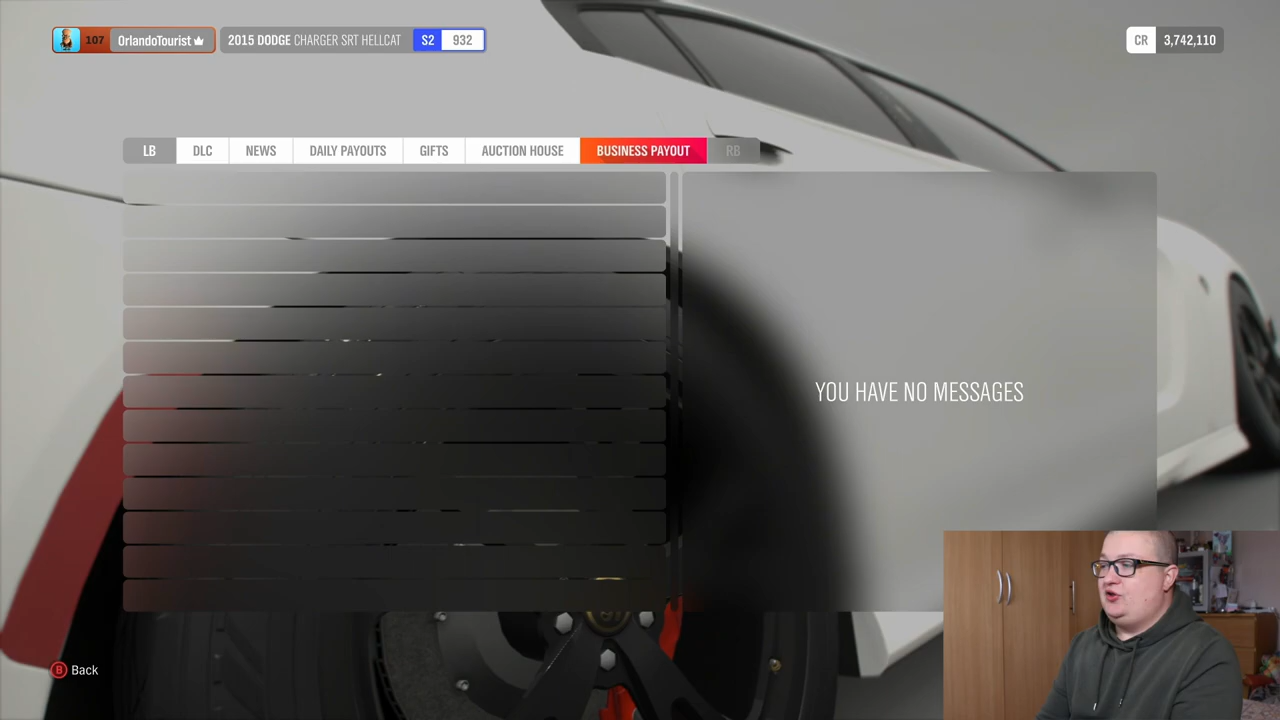 107 OrlandoTourist
2015 DODGE CHARGER SRT HELLCAT S2 932
CR 3,742,110
LB DLC NEWS DAILY PAYOUTS GIFTS AUCTION HOUSE BUSINESS PAYOUT RB
YOU HAVE NO MESSAGES
B Back